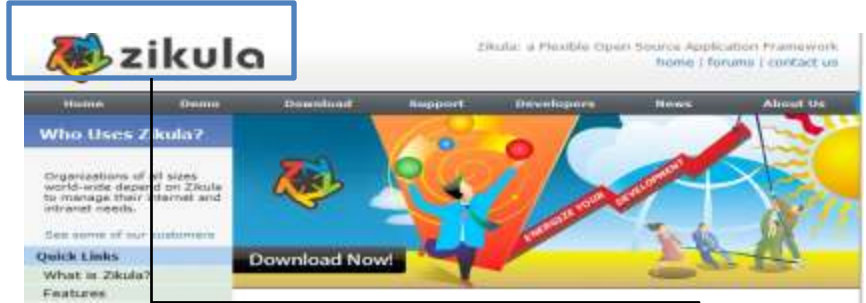 zikula
Zikula: a Flexible Open Source Application Framework
home | forums | contact us
Home Demo Download Support Developers News About Us
Who Uses Zikula?
Organizations of all sizes
world-wide depend on Zikula
to manage their internet and
intranet needs.
See some of our customers
Quick Links
What is Zikula?
Features
ENERGIZE YOUR DEVELOPMENT
Download Now!